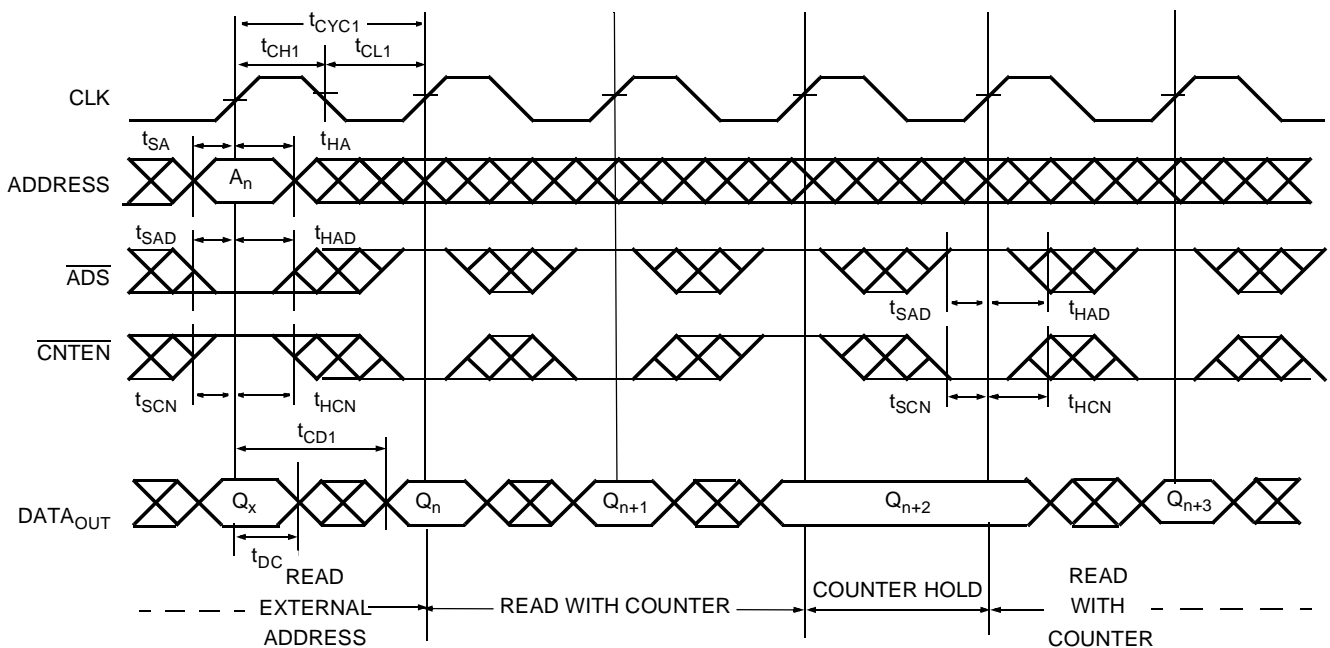 tCYC1
tCH1
tCL1
CLK
tSA
tHA
ADDRESS
An
tSAD
tHAD
ADS
tSAD
tHAD
CNTEN
tSCN
tHCN
tSCN
tHCN
tCD1
DATAOUT
Qx
Qn
Qn+1
Qn+2
Qn+3
tDC
READ
EXTERNAL
ADDRESS
READ WITH COUNTER
COUNTER HOLD
READ
WITH
COUNTER